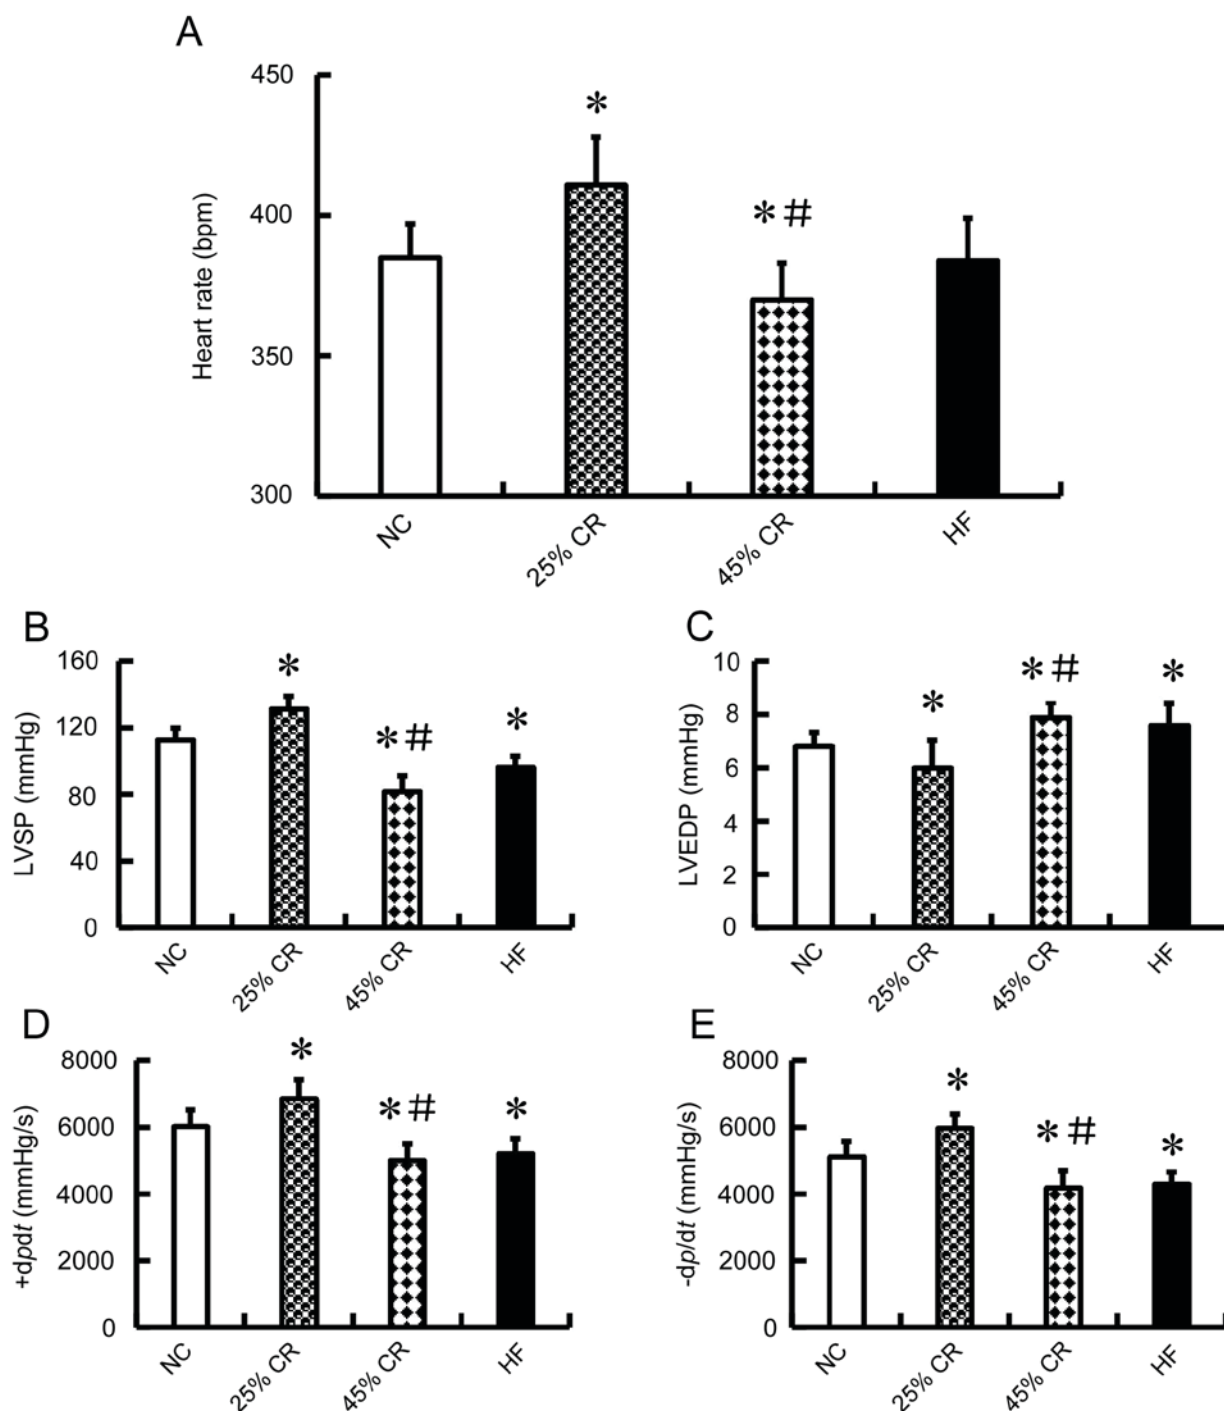 A
Heart rate (bpm)
450
400
350
300
*
*#
NC
25% CR
45% CR
HF
B
LVSP (mmHg)
160
120
80
40
0
*
*#
*
NC
25% CR
45% CR
HF
C
LVEDP (mmHg)
10
8
6
4
2
0
*
*#
*
NC
25% CR
45% CR
HF
D
+dpdt (mmHg/s)
8000
6000
4000
2000
0
*
*#
*
NC
25% CR
45% CR
HF
E
-dp/dt (mmHg/s)
8000
6000
4000
2000
0
*
*#
*
NC
25% CR
45% CR
HF